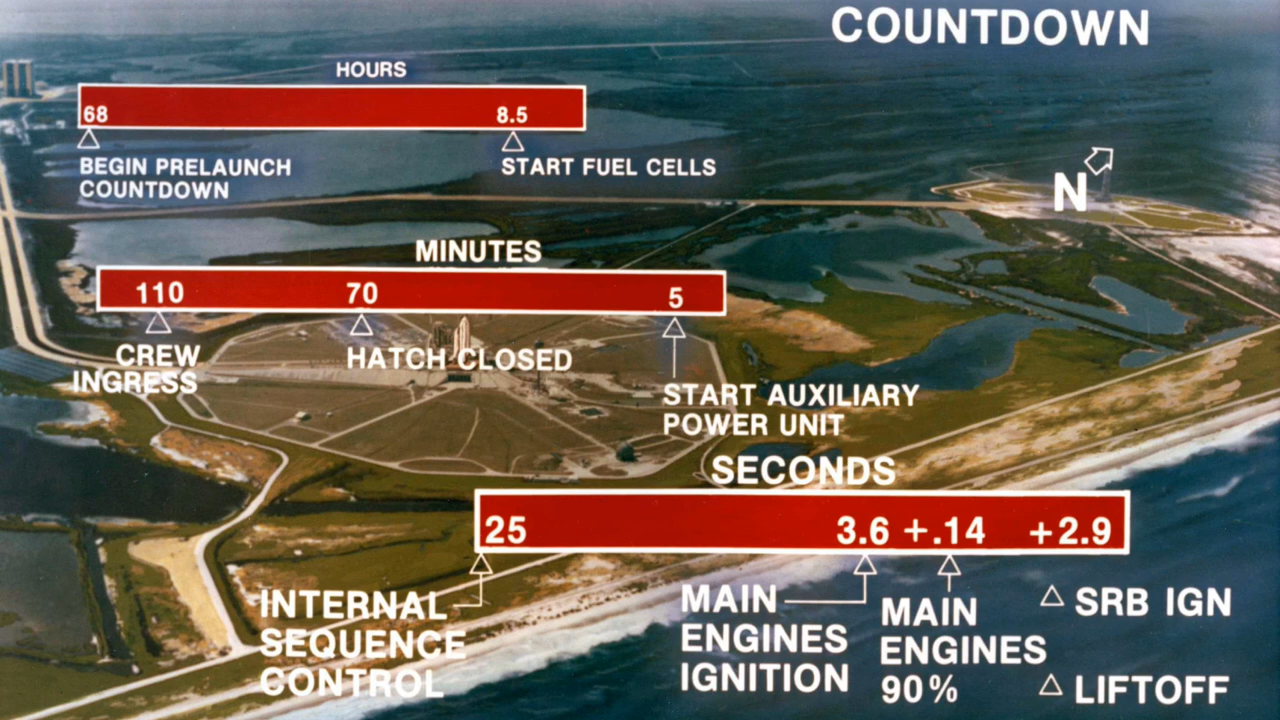 COUNTDOWN
HOURS
68 8.5
BEGIN PRELAUNCH
COUNTDOWN
START FUEL CELLS
N
MINUTES
110 70 5
CREW
INGRESS
HATCH CLOSED
START AUXILIARY
POWER UNIT
SECONDS
25 3.6 +.14 +2.9
INTERNAL
SEQUENCE
CONTROL
MAIN
ENGINES
IGNITION
MAIN
ENGINES
90%
SRB IGN
LIFTOFF